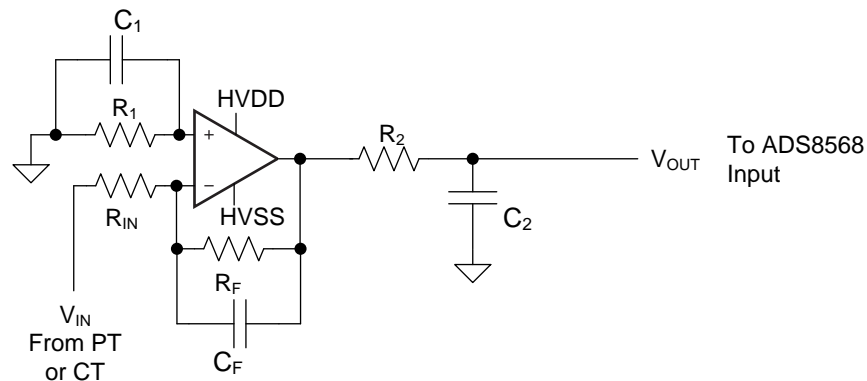 C1
HVDD
R1
+
R2
VOUT
To ADS8568
Input
−
RIN
HVSS
C2
RF
VIN
From PT
or CT
CF